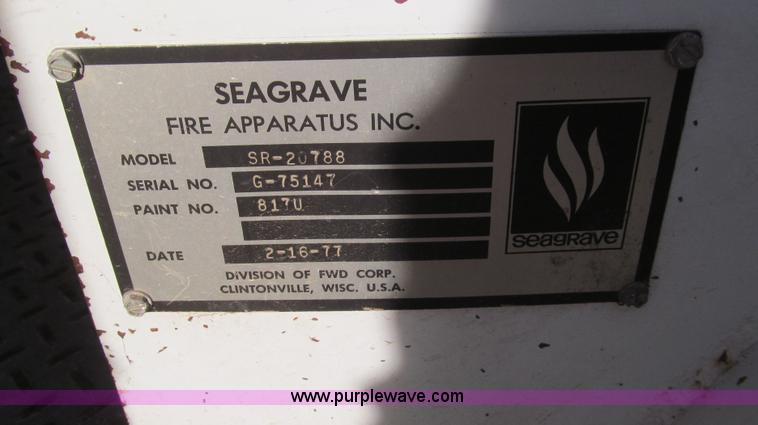 SEAGRAVE
FIRE APPARATUS INC.
MODEL SR-20788
SERIAL NO. G-75147
PAINT NO. 817U
DATE 2-16-77
DIVISION OF FWD CORP.
CLINTONVILLE, WISC. U.S.A.
seagrave
www.purplewave.com